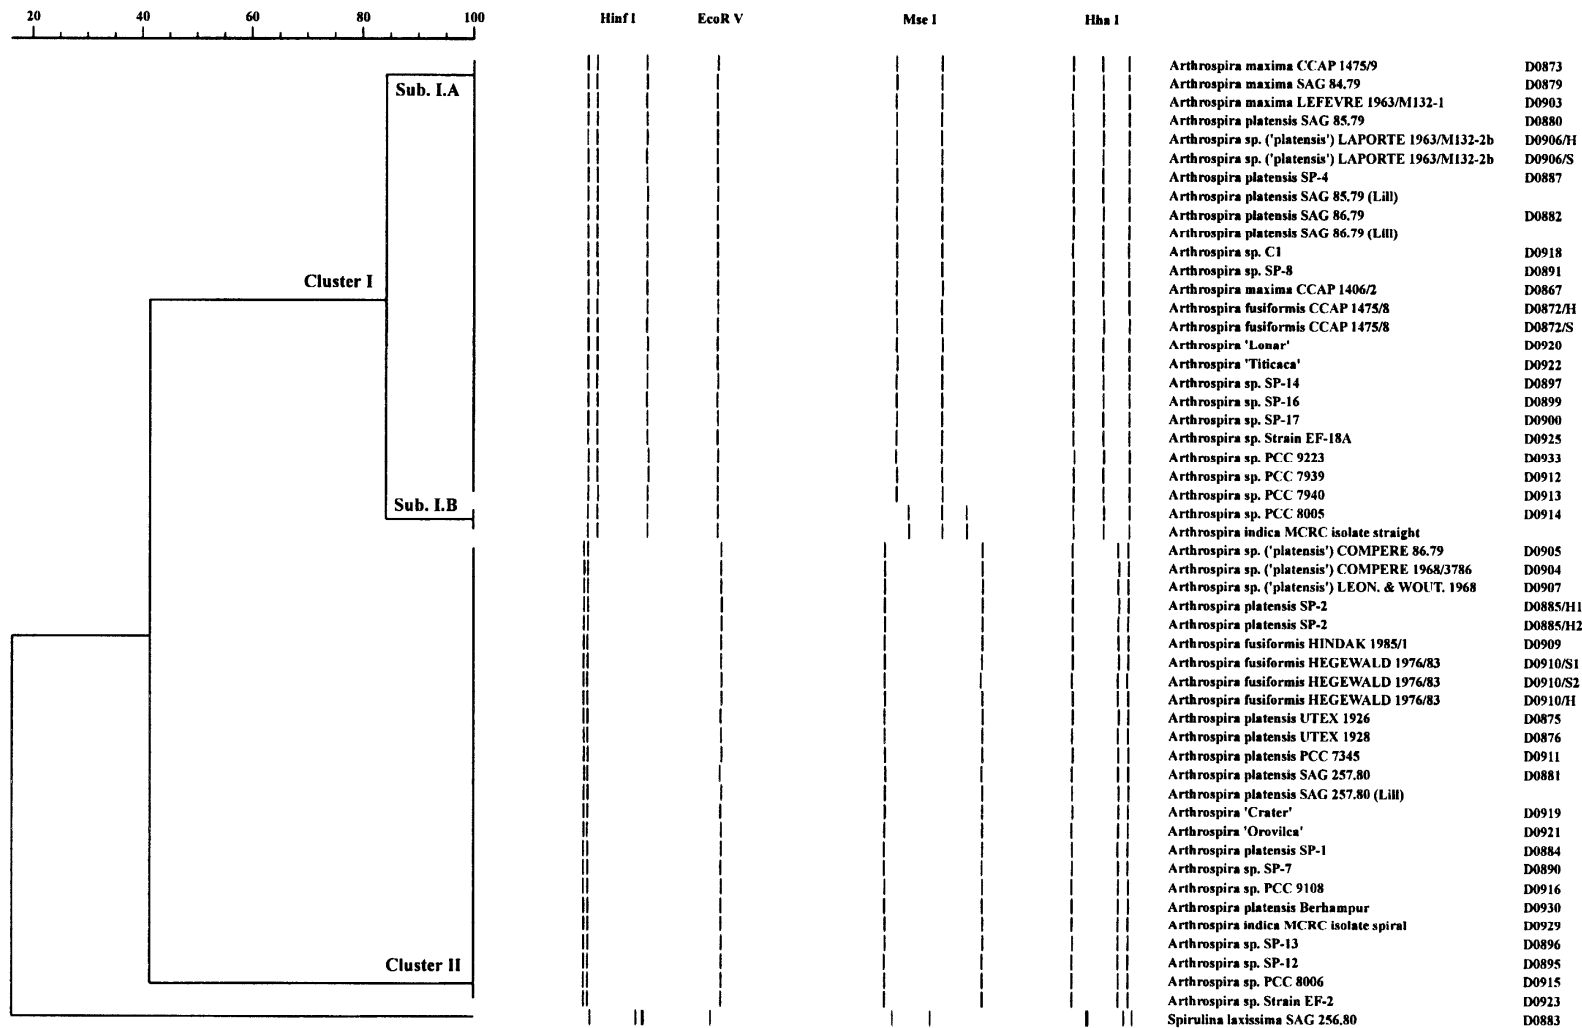 20 40 60 80 100 Hinf I EcoR V Mse I Hha I
Arthrospira maxima CCAP 1475/9 D0873
Sub. I.A
Arthrospira maxima SAG 84.79 D0879
Arthrospira maxima LEFEVRE 1963/M132-1 D0903
Arthrospira platensis SAG 85.79 D0880
Arthrospira sp. ('platensis') LAPORTE 1963/M132-2b D0906/H
Arthrospira sp. ('platensis') LAPORTE 1963/M132-2b D0906/S
Arthrospira platensis SP-4 D0887
Arthrospira platensis SAG 85.79 (Lill)
Arthrospira platensis SAG 86.79 D0882
Arthrospira platensis SAG 86.79 (Lill)
Arthrospira sp. C1 D0918
Arthrospira sp. SP-8 D0891
Cluster I
Arthrospira maxima CCAP 1406/2 D0867
Arthrospira fusiformis CCAP 1475/8 D0872/H
Arthrospira fusiformis CCAP 1475/8 D0872/S
Arthrospira 'Lonar' D0920
Arthrospira 'Titicaca' D0922
Arthrospira sp. SP-14 D0897
Arthrospira sp. SP-16 D0899
Arthrospira sp. SP-17 D0900
Arthrospira sp. Strain EF-18A D0925
Arthrospira sp. PCC 9223 D0933
Arthrospira sp. PCC 7939 D0912
Arthrospira sp. PCC 7940 D0913
Sub. I.B
Arthrospira sp. PCC 8005 D0914
Arthrospira indica MCRC isolate straight
Arthrospira sp. ('platensis') COMPERE 86.79 D0905
Arthrospira sp. ('platensis') COMPERE 1968/3786 D0904
Arthrospira sp. ('platensis') LEON. & WOUT. 1968 D0907
Arthrospira platensis SP-2 D0885/H1
Arthrospira platensis SP-2 D0885/H2
Arthrospira fusiformis HINDAK 1985/1 D0909
Arthrospira fusiformis HEGEWALD 1976/83 D0910/S1
Arthrospira fusiformis HEGEWALD 1976/83 D0910/S2
Arthrospira fusiformis HEGEWALD 1976/83 D0910/H
Arthrospira platensis UTEX 1926 D0875
Arthrospira platensis UTEX 1928 D0876
Arthrospira platensis PCC 7345 D0911
Arthrospira platensis SAG 257.80 D0881
Arthrospira platensis SAG 257.80 (Lill)
Arthrospira 'Crater' D0919
Arthrospira 'Orovilca' D0921
Arthrospira platensis SP-1 D0884
Arthrospira sp. SP-7 D0890
Arthrospira sp. PCC 9108 D0916
Arthrospira platensis Berhampur D0930
Arthrospira indica MCRC isolate spiral D0929
Arthrospira sp. SP-13 D0896
Cluster II
Arthrospira sp. SP-12 D0895
Arthrospira sp. PCC 8006 D0915
Arthrospira sp. Strain EF-2 D0923
Spirulina laxissima SAG 256.80 D0883